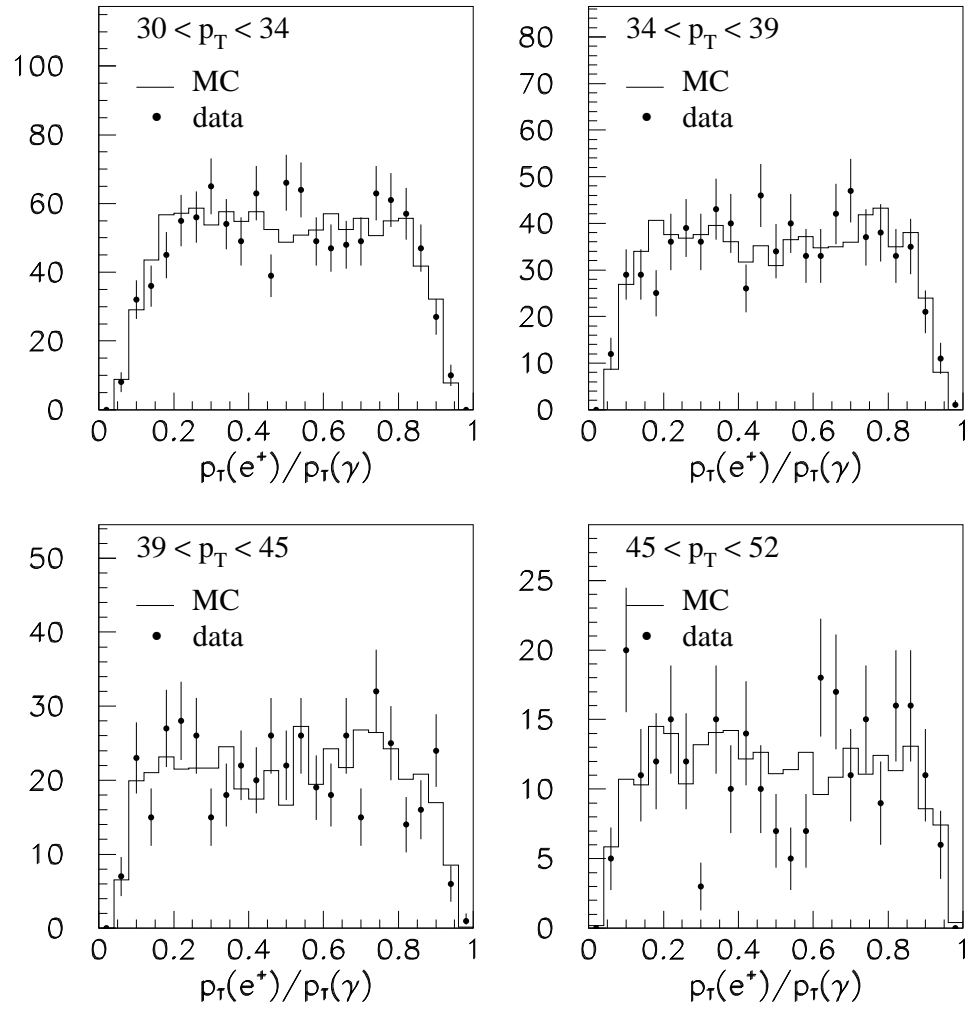 30 < p_T < 34
MC
data
100
80
60
40
20
0
0 0.2 0.4 0.6 0.8 1
p_T(e⁺)/p_T(γ)
34 < p_T < 39
MC
data
80
70
60
50
40
30
20
10
0
0 0.2 0.4 0.6 0.8 1
p_T(e⁺)/p_T(γ)
39 < p_T < 45
MC
data
50
40
30
20
10
0
0 0.2 0.4 0.6 0.8 1
p_T(e⁺)/p_T(γ)
45 < p_T < 52
MC
data
25
20
15
10
5
0
0 0.2 0.4 0.6 0.8 1
p_T(e⁺)/p_T(γ)